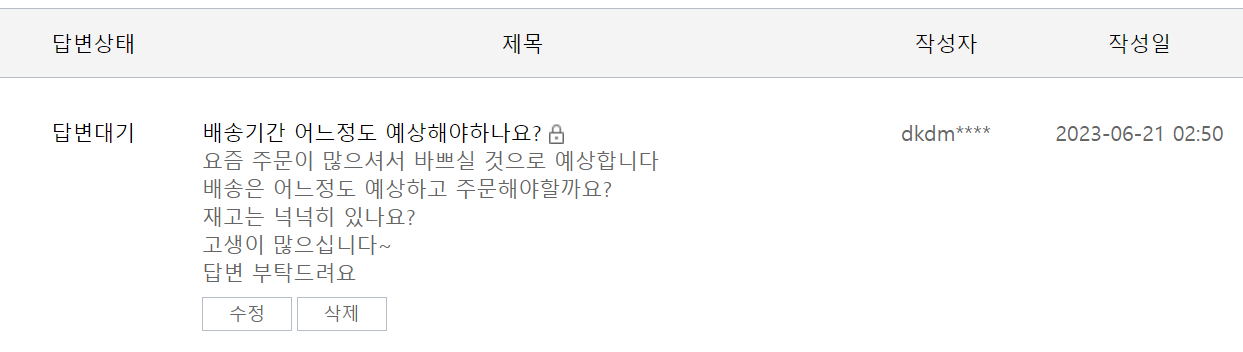 답변상태 제목 작성자 작성일
답변대기 배송기간 어느정도 예상해야하나요? dkdm**** 2023-06-21 02:50
요즘 주문이 많으셔서 바쁘실 것으로 예상합니다
배송은 어느정도 예상하고 주문해야할까요?
재고는 넉넉히 있나요?
고생이 많으십니다~
답변 부탁드려요
수정 삭제